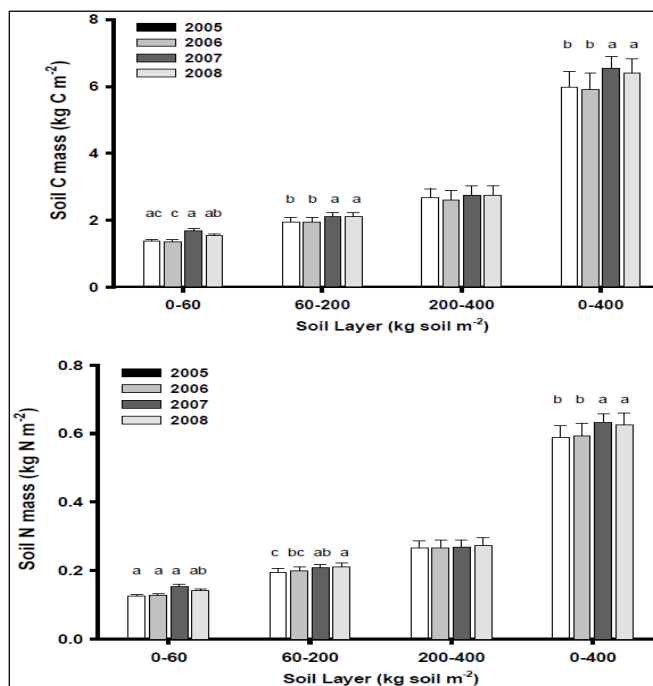 8
6
4
2
0
Soil C mass (kg C m-2)
2005
2006
2007
2008
ac c a ab
b b a a
b b a a
0-60 60-200 200-400 0-400
Soil Layer (kg soil m-2)
0.8
0.6
0.4
0.2
0.0
Soil N mass (kg N m-2)
2005
2006
2007
2008
a a a ab
c bc ab a
b b a a
0-60 60-200 200-400 0-400
Soil Layer (kg soil m-2)